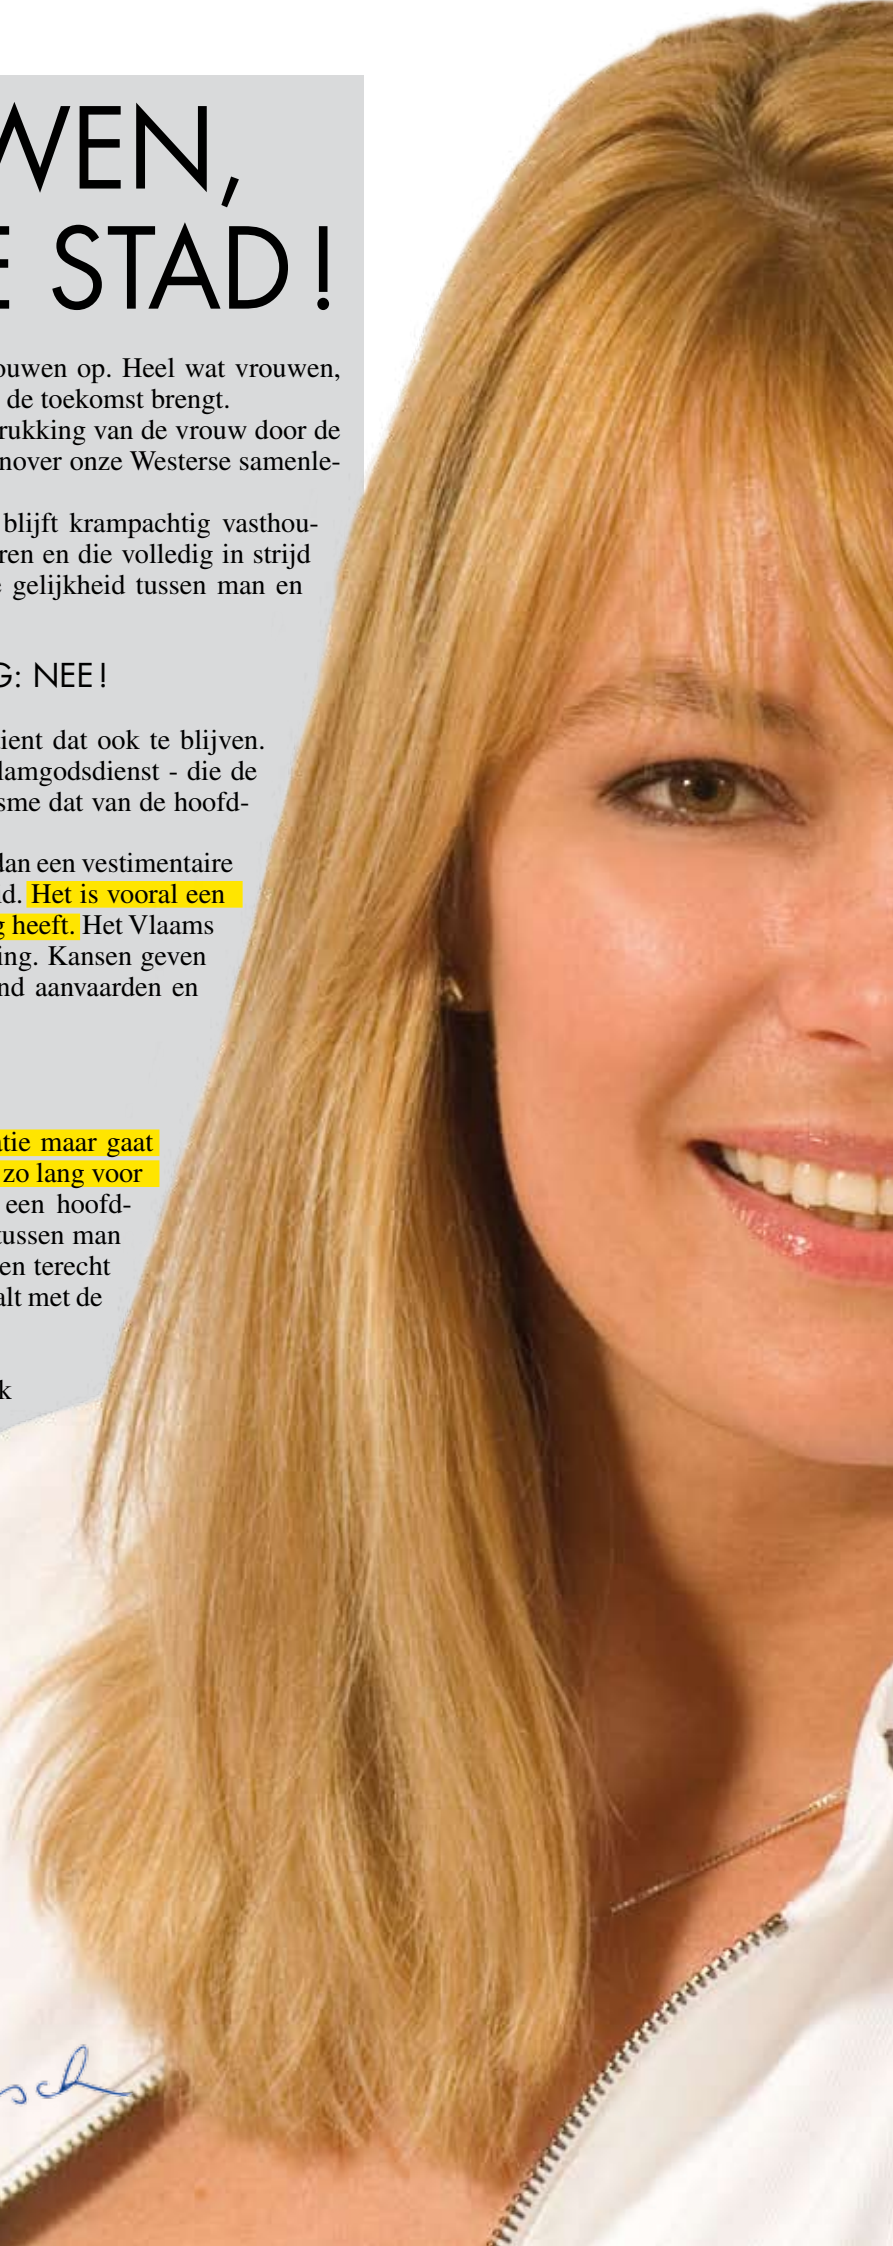 WEN,
E STAD!
ouwen op. Heel wat vrouwen,
de toekomst brengt.
rukking van de vrouw door de
nover onze Westerse samenle-
blijft krampachtig vasthou-
ren en die volledig in strijd
e gelijkheid tussen man en
G: NEE!
ient dat ook te blijven.
lamgodsdienst - die de
sme dat van de hoofd-
dan een vestimentaire
d. Het is vooral een
g heeft. Het Vlaams
ing. Kansen geven
nd aanvaarden en
tie maar gaat
zo lang voor
een hoofd-
tussen man
en terecht
alt met de
k
sch